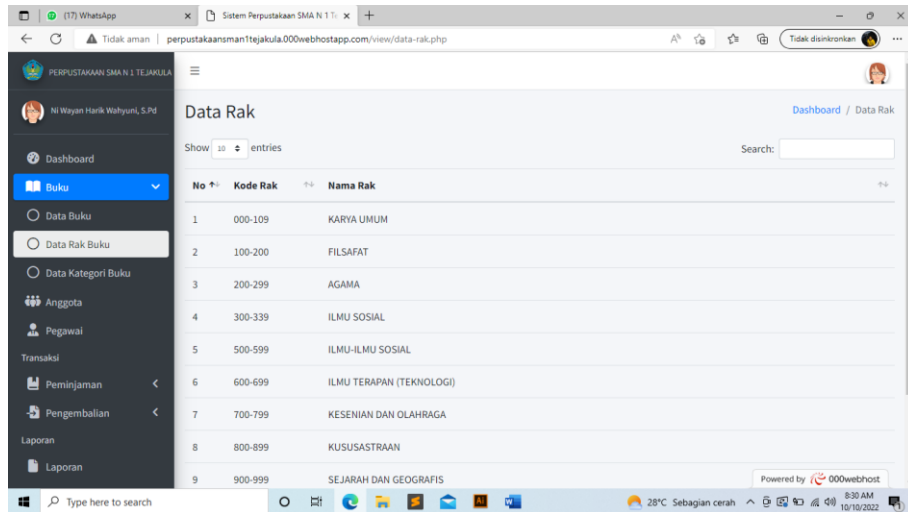 (17) WhatsApp
Sistem Perpustakaan SMA N 1 Te
Tidak aman | perpustakaansman1tejakula.000webhostapp.com/view/data-rak.php
Tidak disinkronkan
PERPUSTAKAAN SMA N 1 TEJAKULA
Ni Wayan Harik Wahyuni, S.Pd
Dashboard
Buku
Data Buku
Data Rak Buku
Data Kategori Buku
Anggota
Pegawai
Transaksi
Peminjaman
Pengembalian
Laporan
Laporan
Data Rak
Dashboard / Data Rak
Show 10 entries
Search:
No Kode Rak Nama Rak
1 000-109 KARYA UMUM
2 100-200 FILSAFAT
3 200-299 AGAMA
4 300-339 ILMU SOSIAL
5 500-599 ILMU-ILMU SOSIAL
6 600-699 ILMU TERAPAN (TEKNOLOGI)
7 700-799 KESENIAN DAN OLAHRAGA
8 800-899 KUSUSASTRAAN
9 900-999 SEJARAH DAN GEOGRAFIS
Powered by 000webhost
Type here to search
28°C Sebagian cerah
8:30 AM
10/10/2022